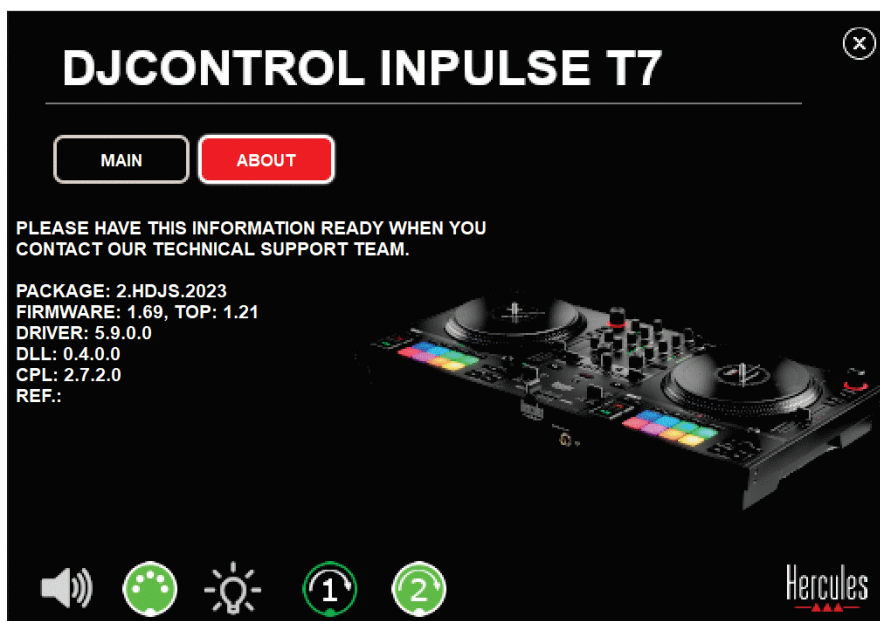 DJCONTROL INPULSE T7
MAIN
ABOUT
PLEASE HAVE THIS INFORMATION READY WHEN YOU
CONTACT OUR TECHNICAL SUPPORT TEAM.
PACKAGE: 2.HDJS.2023
FIRMWARE: 1.69, TOP: 1.21
DRIVER: 5.9.0.0
DLL: 0.4.0.0
CPL: 2.7.2.0
REF.:
1
2
Hercules